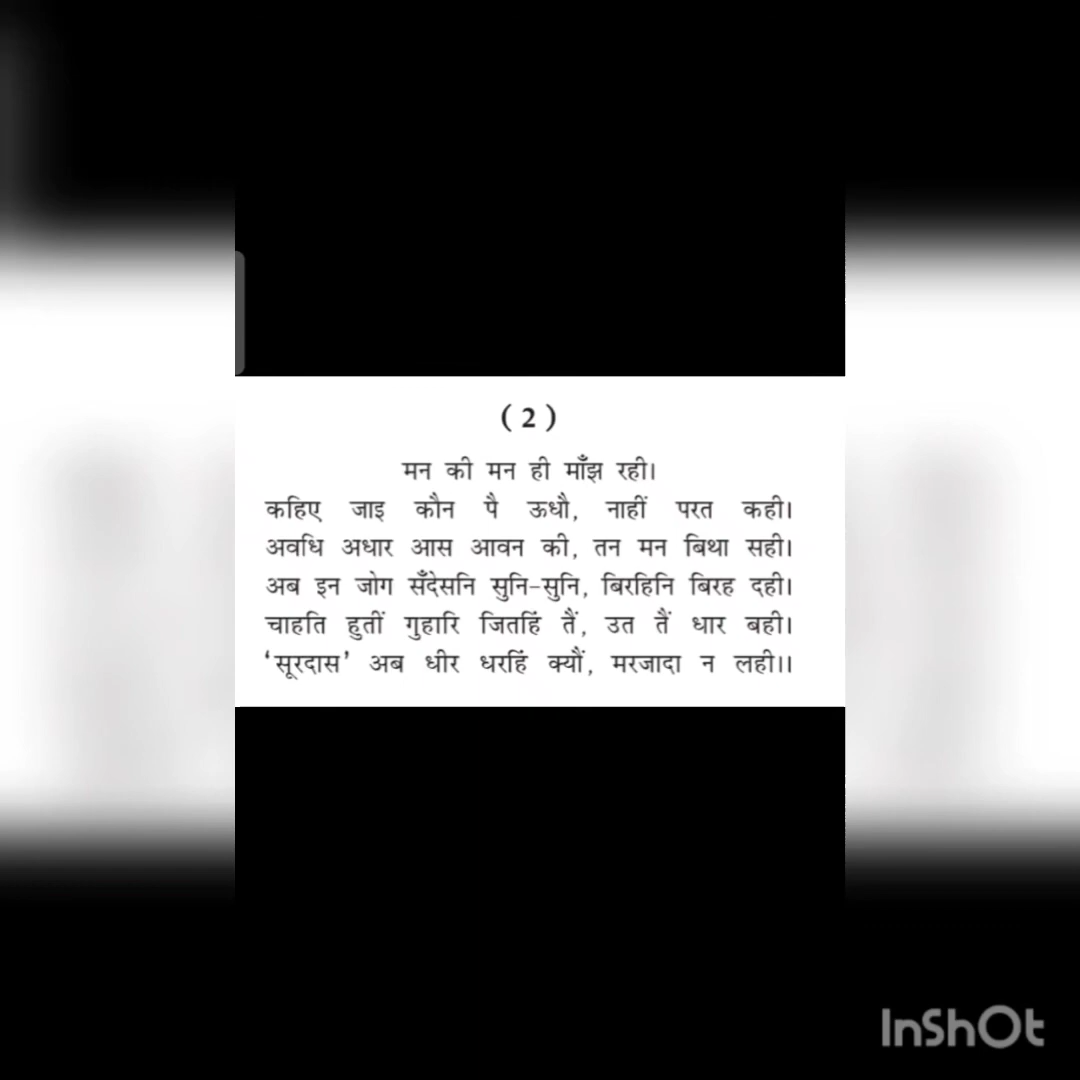 (2)
मन की मन ही माँझ रही।
कहिए जाइ कौन पै ऊधौ, नाहीं परत कही।
अवधि अधार आस आवन की, तन मन बिथा सही।
अब इन जोग सँदेसनि सुनि-सुनि, बिरहिनि बिरह दही।
चाहति हुतीं गुहारि जितहिं तैं, उत तैं धार बही।
‘सूरदास’ अब धीर धरहिं क्यौं, मरजादा न लही।।
InShOt